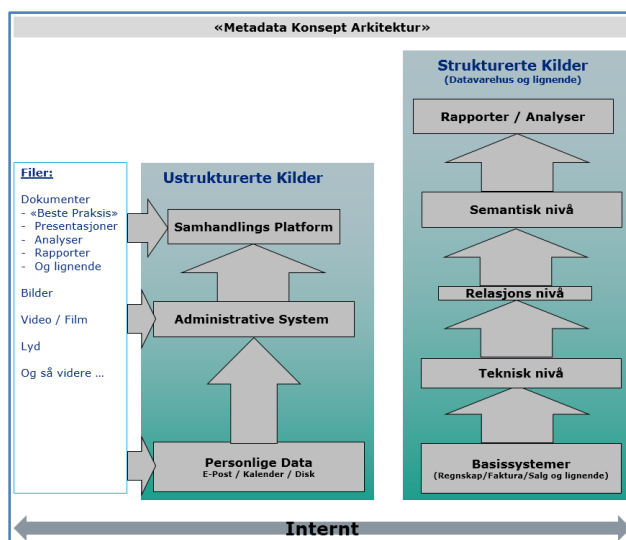 «Metadata Konsept Arkitektur»
Filer:
Dokumenter
- «Beste Praksis»
- Presentasjoner
- Analyser
- Rapporter
- Og lignende
Bilder
Video / Film
Lyd
Og så videre ...
Ustrukturerte Kilder
Samhandlings Platform
Administrative System
Personlige Data
E-Post / Kalender / Disk
Strukturerte Kilder
(Datavarehus og lignende)
Rapporter / Analyser
Semantisk nivå
Relasjons nivå
Teknisk nivå
Basissystemer
(Regnskap/Faktura/Salg og lignende)
Internt